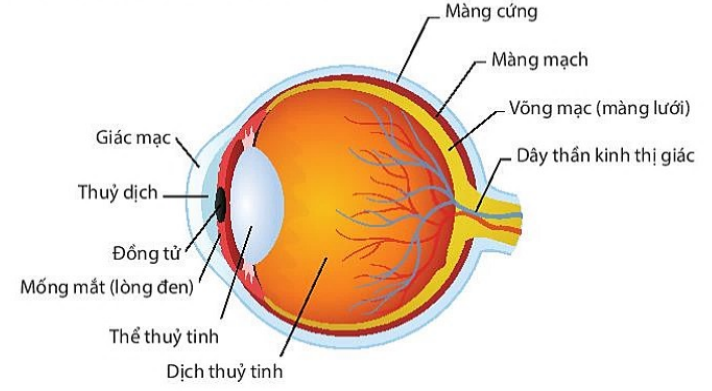 Màng cứng
Màng mạch
Võng mạc (màng lưới)
Dây thần kinh thị giác
Giác mạc
Thuỷ dịch
Đồng tử
Mống mắt (lòng đen)
Thể thuỷ tinh
Dịch thuỷ tinh